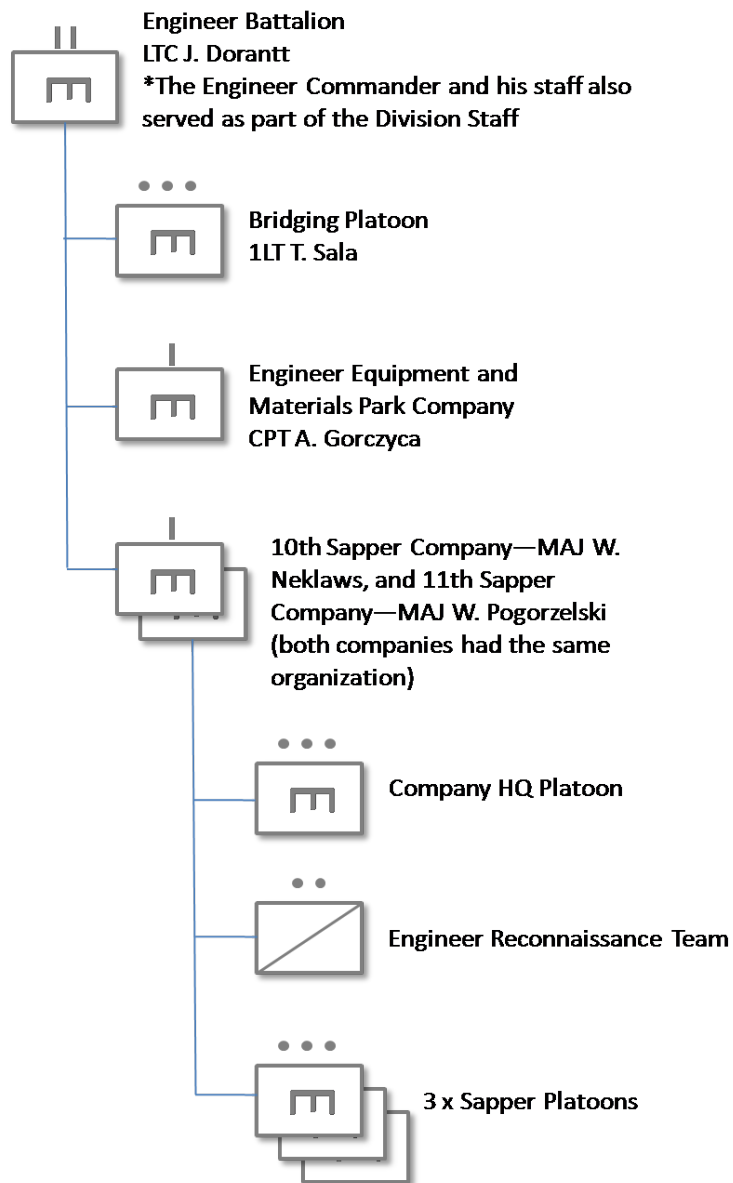 Engineer Battalion
LTC J. Dorantt
*The Engineer Commander and his staff also
served as part of the Division Staff
Bridging Platoon
1LT T. Sala
Engineer Equipment and
Materials Park Company
CPT A. Gorczyca
10th Sapper Company—MAJ W.
Neklaws, and 11th Sapper
Company—MAJ W. Pogorzelski
(both companies had the same
organization)
Company HQ Platoon
Engineer Reconnaissance Team
3 x Sapper Platoons